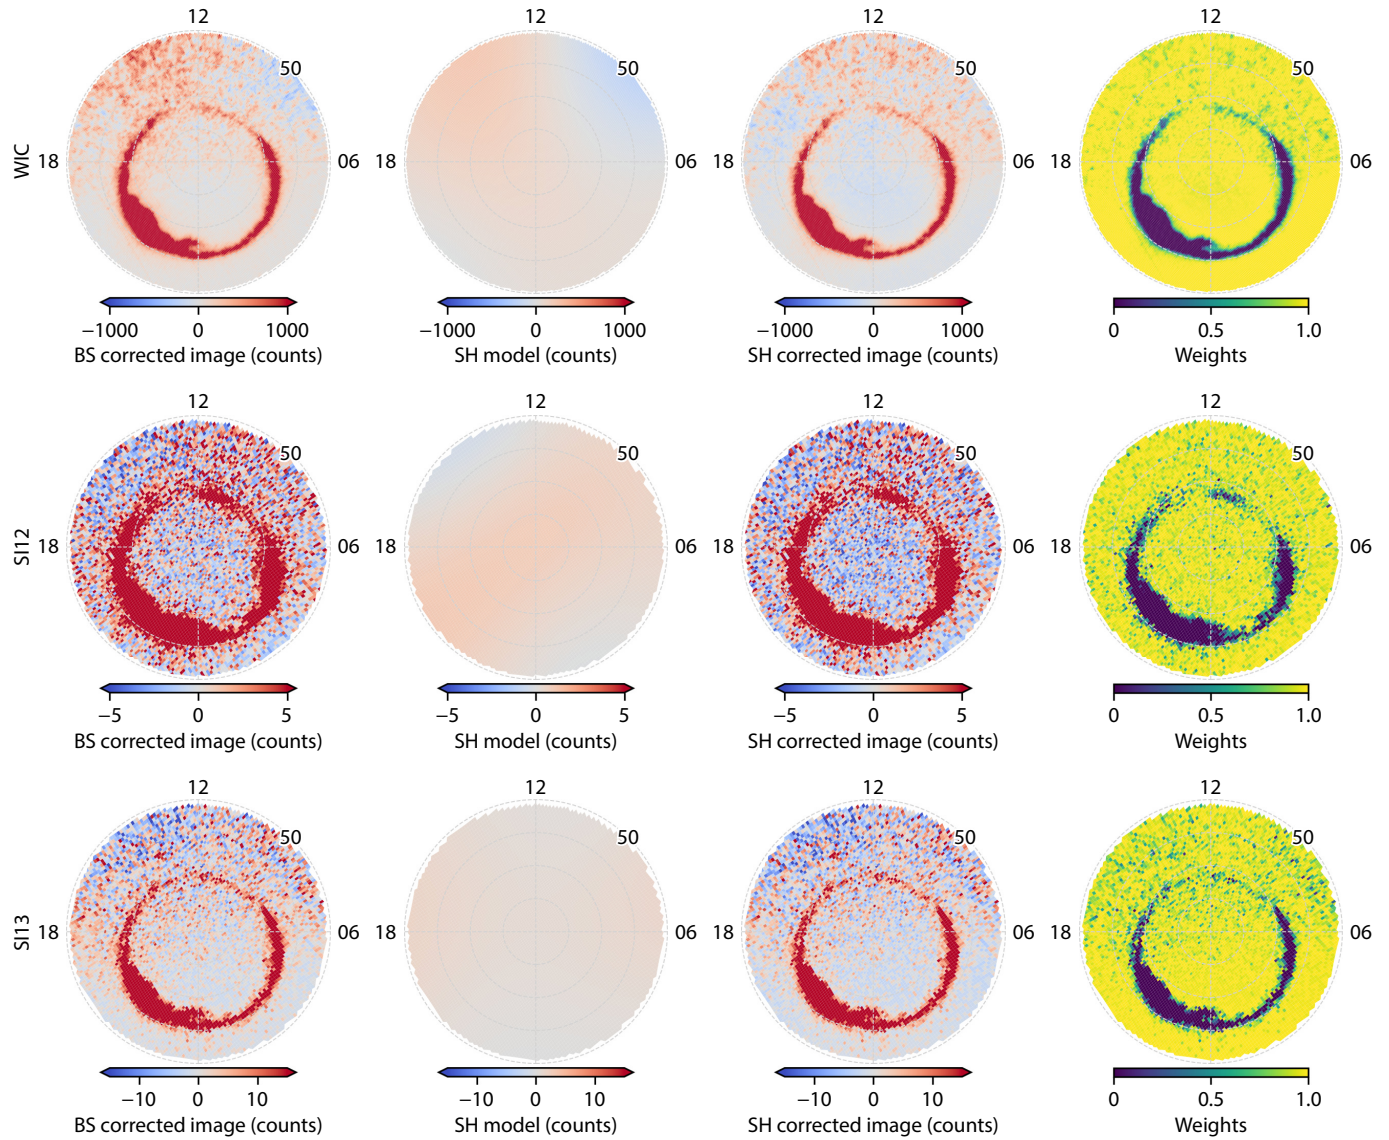 12 12 12 12
50 50 50 50
WIC 18 06 18 06 18 06 18 06
−1000 0 1000 −1000 0 1000 −1000 0 1000 0 0.5 1.0
BS corrected image (counts) SH model (counts) SH corrected image (counts) Weights
12 12 12 12
50 50 50 50
SI12 18 06 18 06 18 06 18 06
−5 0 5 −5 0 5 −5 0 5 0 0.5 1.0
BS corrected image (counts) SH model (counts) SH corrected image (counts) Weights
12 12 12 12
50 50 50 50
SI13 18 06 18 06 18 06 18 06
−10 0 10 −10 0 10 −10 0 10 0 0.5 1.0
BS corrected image (counts) SH model (counts) SH corrected image (counts) Weights